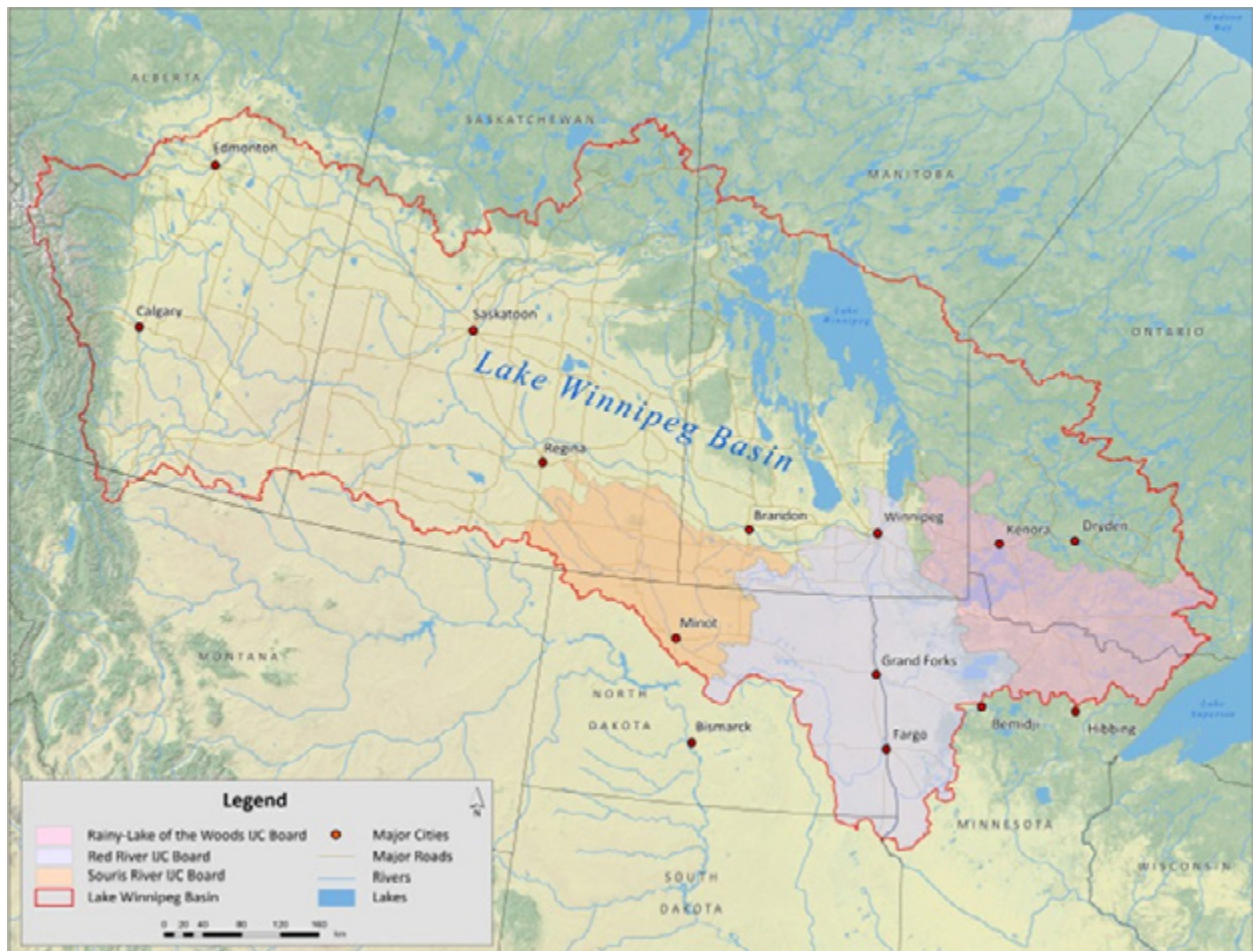 Hudson
Bay
ALBERTA
SASKATCHEWAN
Edmonton
MANITOBA
Calgary
Saskatoon
Lake
Winnipeg
ONTARIO
Lake Winnipeg Basin
Regina
Brandon
Winnipeg
Kenora
Dryden
Minot
MONTANA
Grand Forks
NORTH
DAKOTA
Bismarck
Fargo
Bemidji
Hibbing
Lake
Superior
MINNESOTA
WISCONSIN
SOUTH
DAKOTA
Legend
N
Rainy-Lake of the Woods IJC Board
Major Cities
Red River IJC Board
Major Roads
Souris River IJC Board
Rivers
Lake Winnipeg Basin
Lakes
0 20 40 80 120 160
km